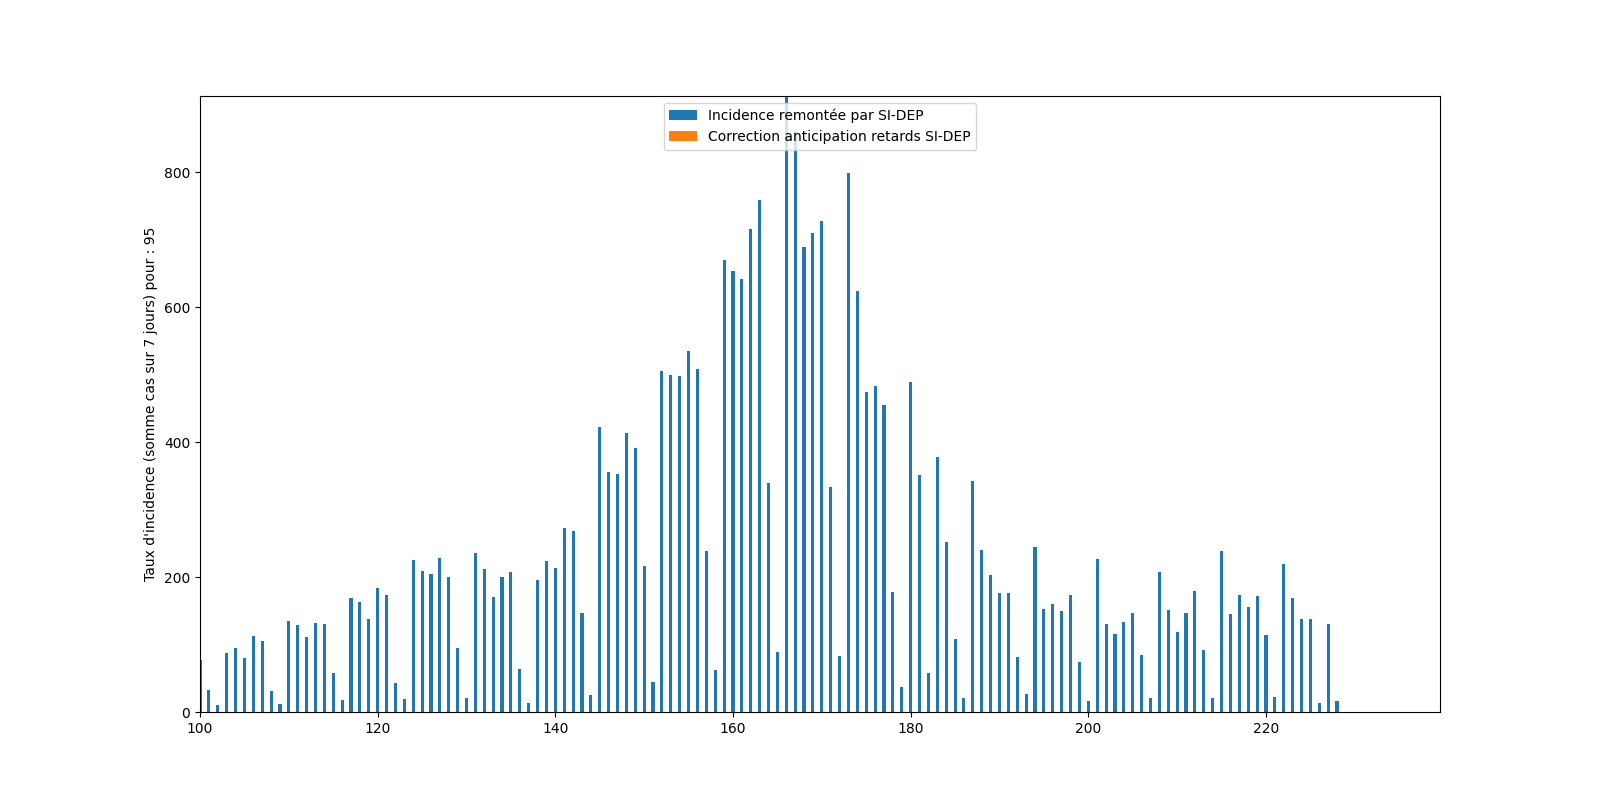 Incidence remontée par SI-DEP
Correction anticipation retards SI-DEP
Taux d'incidence (somme cas sur 7 jours) pour : 95
800
600
400
200
0
100 120 140 160 180 200 220